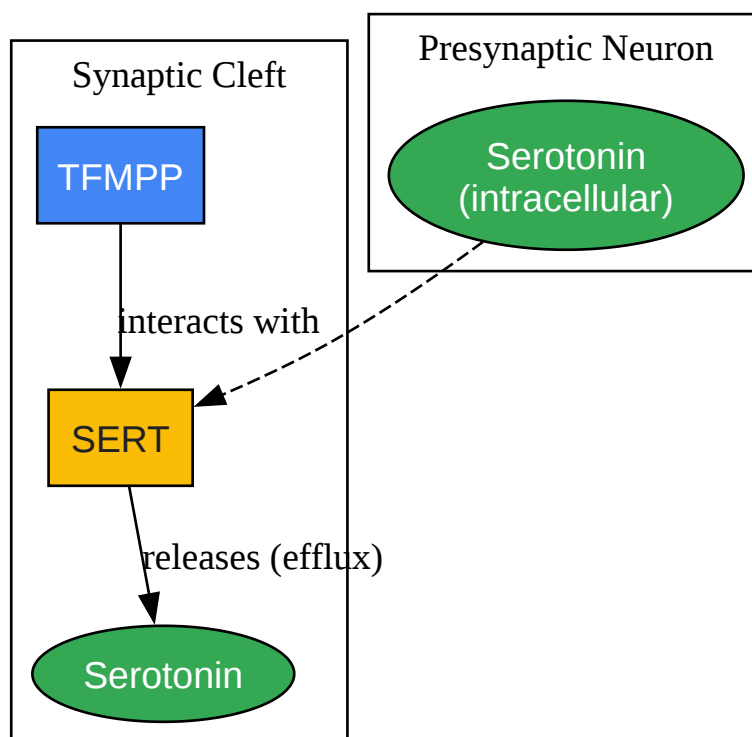 Synaptic Cleft
Presynaptic Neuron
TFMPP
Serotonin
(intracellular)
interacts with
SERT
releases (efflux)
Serotonin